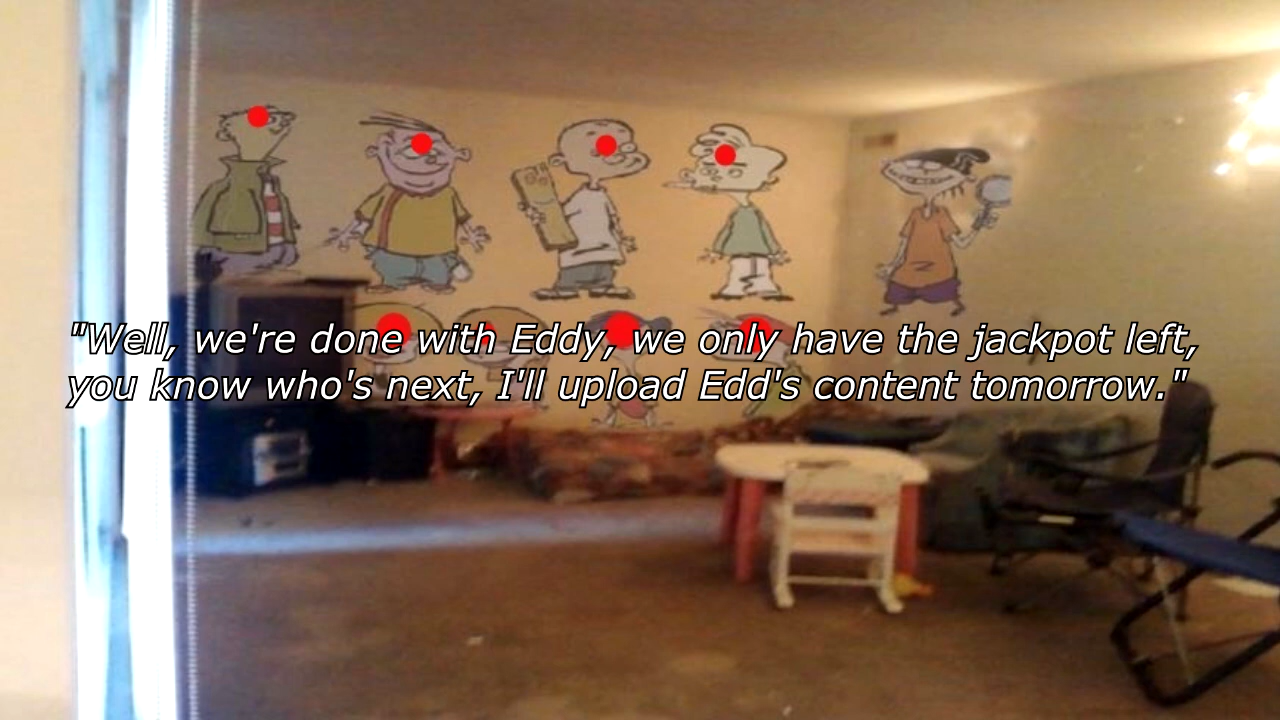 "Well, we're done with Eddy, we only have the jackpot left,
you know who's next, I'll upload Edd's content tomorrow."